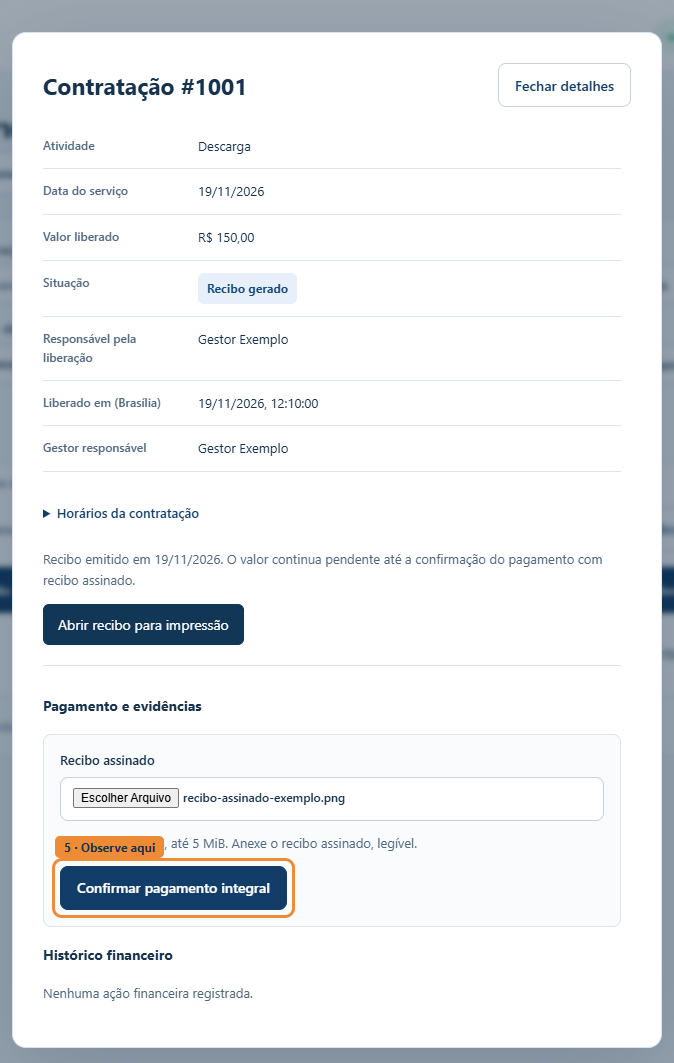 Contratação #1001
Fechar detalhes
Atividade
Descarga
Data do serviço
19/11/2026
Valor liberado
R$ 150,00
Situação
Recibo gerado
Responsável pela
liberação
Gestor Exemplo
Liberado em (Brasília)
19/11/2026, 12:10:00
Gestor responsável
Gestor Exemplo
Horários da contratação
Recibo emitido em 19/11/2026. O valor continua pendente até a confirmação do pagamento com
recibo assinado.
Abrir recibo para impressão
Pagamento e evidências
Recibo assinado
Escolher Arquivo recibo-assinado-exemplo.png
5 · Observe aqui , até 5 MiB. Anexe o recibo assinado, legível.
Confirmar pagamento integral
Histórico financeiro
Nenhuma ação financeira registrada.